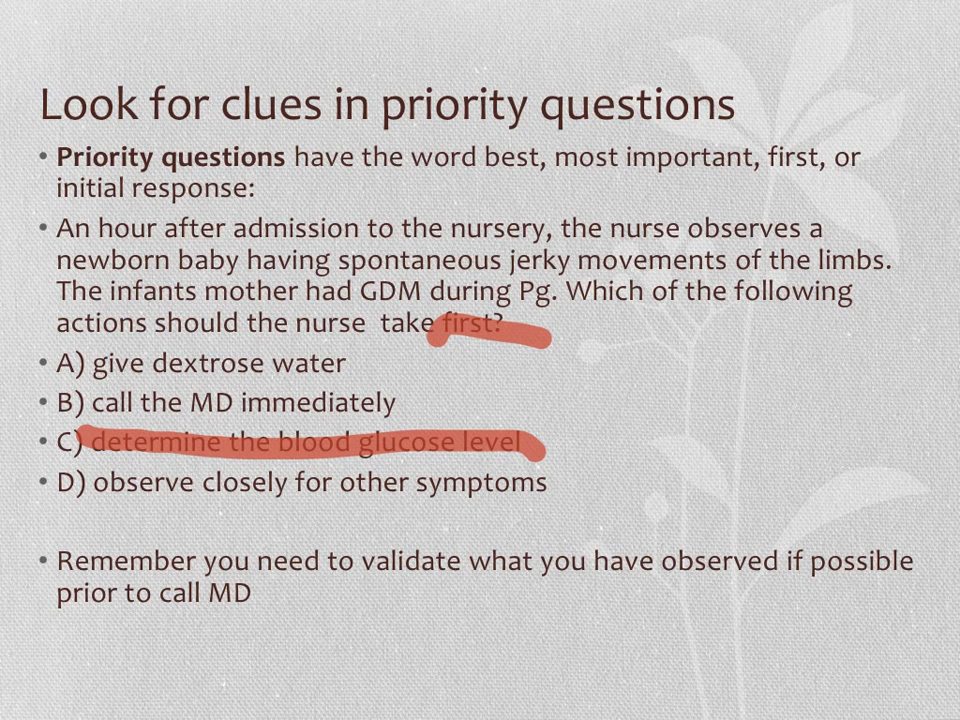 Look for clues in priority questions
• Priority questions have the word best, most important, first, or
initial response:
• An hour after admission to the nursery, the nurse observes a
newborn baby having spontaneous jerky movements of the limbs.
The infants mother had GDM during Pg. Which of the following
actions should the nurse  take first?
• A) give dextrose water
• B) call the MD immediately
• C) determine the blood glucose level
• D) observe closely for other symptoms
• Remember you need to validate what you have observed if possible
prior to call MD